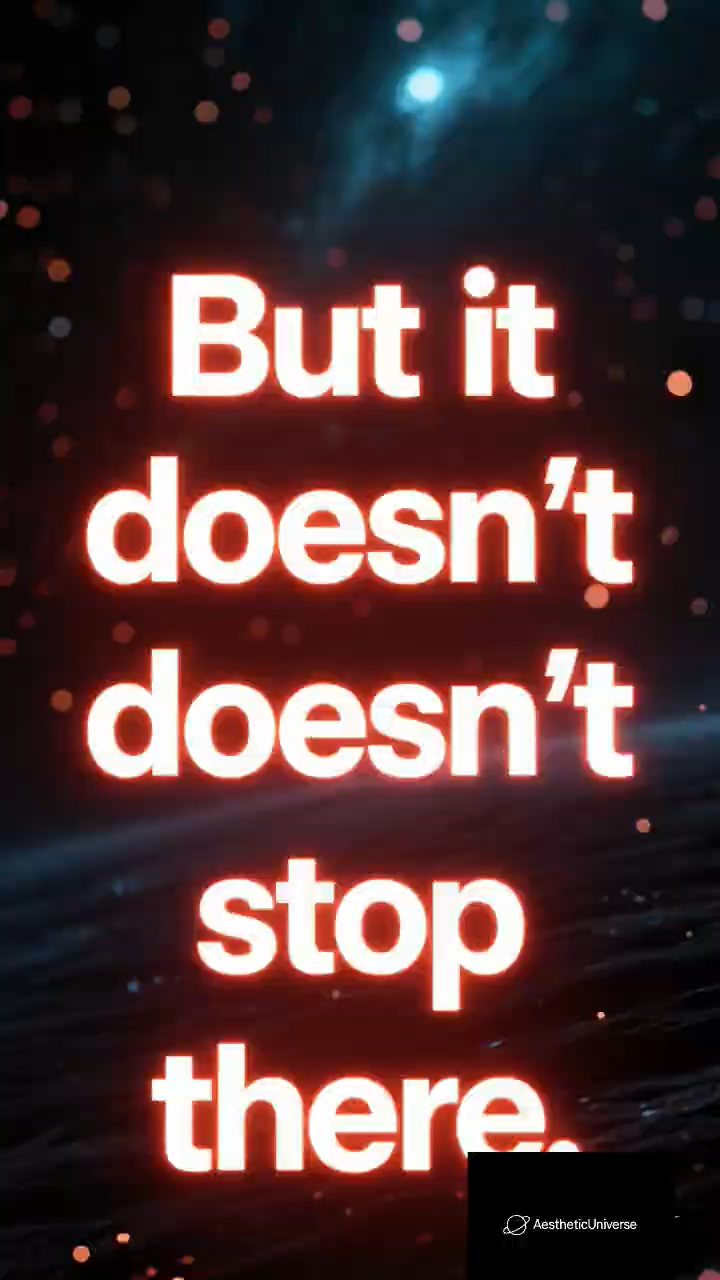 But it
doesn’t
doesn’t
stop
there.
AestheticUniverse